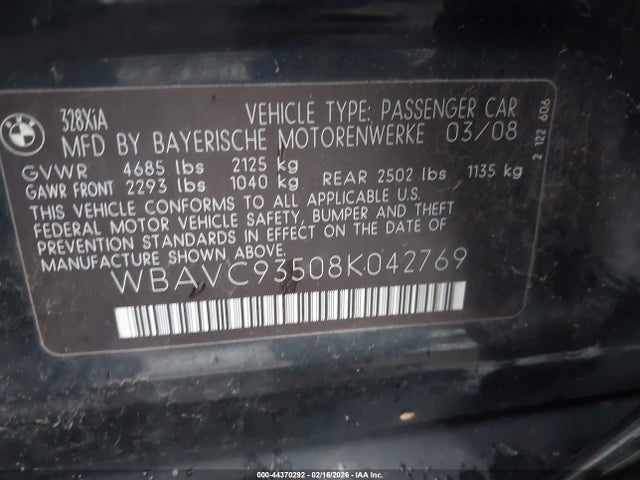 BMW
328XiA
VEHICLE TYPE: PASSENGER CAR
MFD BY BAYERISCHE MOTORENWERKE 03/08
GVWR 4685 lbs 2125 kg
GAWR FRONT 2293 lbs 1040 kg REAR 2502 lbs 1135 kg
THIS VEHICLE CONFORMS TO ALL APPLICABLE U.S.
FEDERAL MOTOR VEHICLE SAFETY, BUMPER AND THEFT
PREVENTION STANDARDS IN EFFECT ON THE DATE OF
MANUFACTURE SHOWN ABOVE.
WBAVC93508K042769
2 122 606
000-44370292 - 02/16/2026 - IAA Inc.